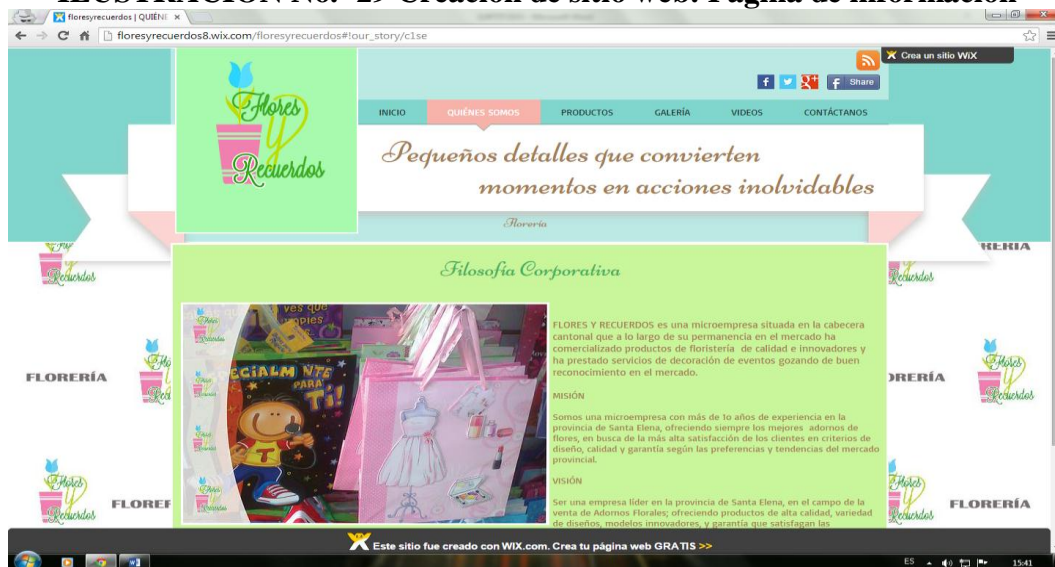 ILUSTRACIÓN No. 29 Creación de sitio web: Página de información
floresyrecuerdos | QUIÉNE
floresyrecuerdos8.wix.com/floresyrecuerdos#!our_story/c1se
Crea un sitio WiX
Share
Flores
Y
Recuerdos
INICIO QUIÉNES SOMOS PRODUCTOS GALERÍA VIDEOS CONTÁCTANOS
Pequeños detalles que convierten
momentos en acciones inolvidables
Florería
Filosofía Corporativa
FLORES Y RECUERDOS es una microempresa situada en la cabecera
cantonal que a lo largo de su permanencia en el mercado ha
comercializado productos de floristería de calidad e innovadores y
ha prestado servicios de decoración de eventos gozando de buen
reconocimiento en el mercado.
MISIÓN
Somos una microempresa con más de 1o años de experiencia en la
provincia de Santa Elena, ofreciendo siempre los mejores adornos de
flores, en busca de la más alta satisfacción de los clientes en criterios de
diseño, calidad y garantía según las preferencias y tendencias del mercado
provincial.
VISIÓN
Ser una empresa líder en la provincia de Santa Elena, en el campo de la
venta de Adornos Florales; ofreciendo productos de alta calidad, variedad
de diseños, modelos innovadores, y garantía que satisfagan las
ECIALM NTE
PARA
Ti!
FLORERÍA
FLORERÍA
Este sitio fue creado con WIX.com. Crea tu página web GRATIS >>
ES 15:41